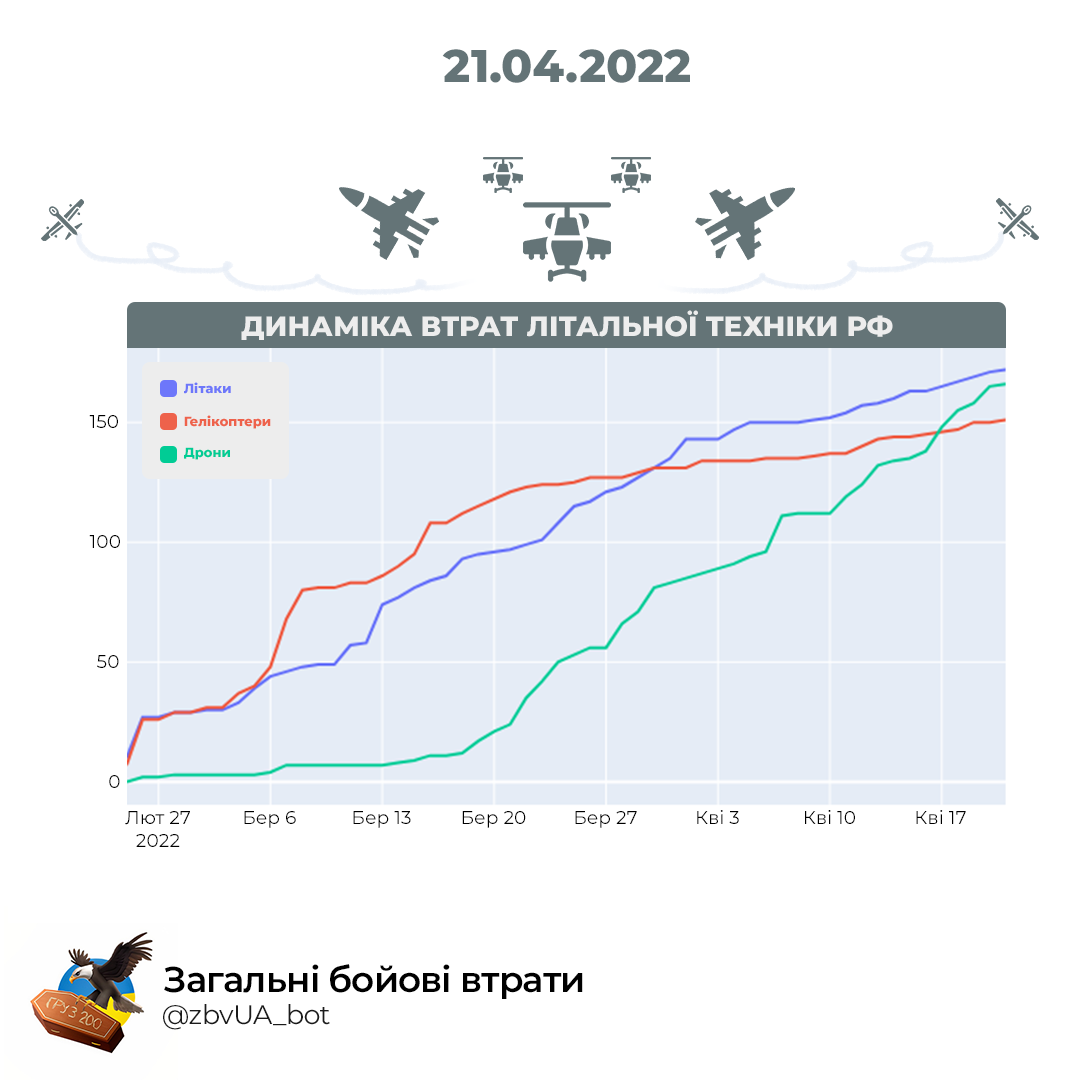 21.04.2022
ДИНАМІКА ВТРАТ ЛІТАЛЬНОЇ ТЕХНІКИ РФ
Літаки
Гелікоптери
Дрони
150
100
50
0
Лют 27 Бер 6 Бер 13 Бер 20 Бер 27 Кві 3 Кві 10 Кві 17
2022
Загальні бойові втрати
@zbvUA_bot
ГРУЗ 200